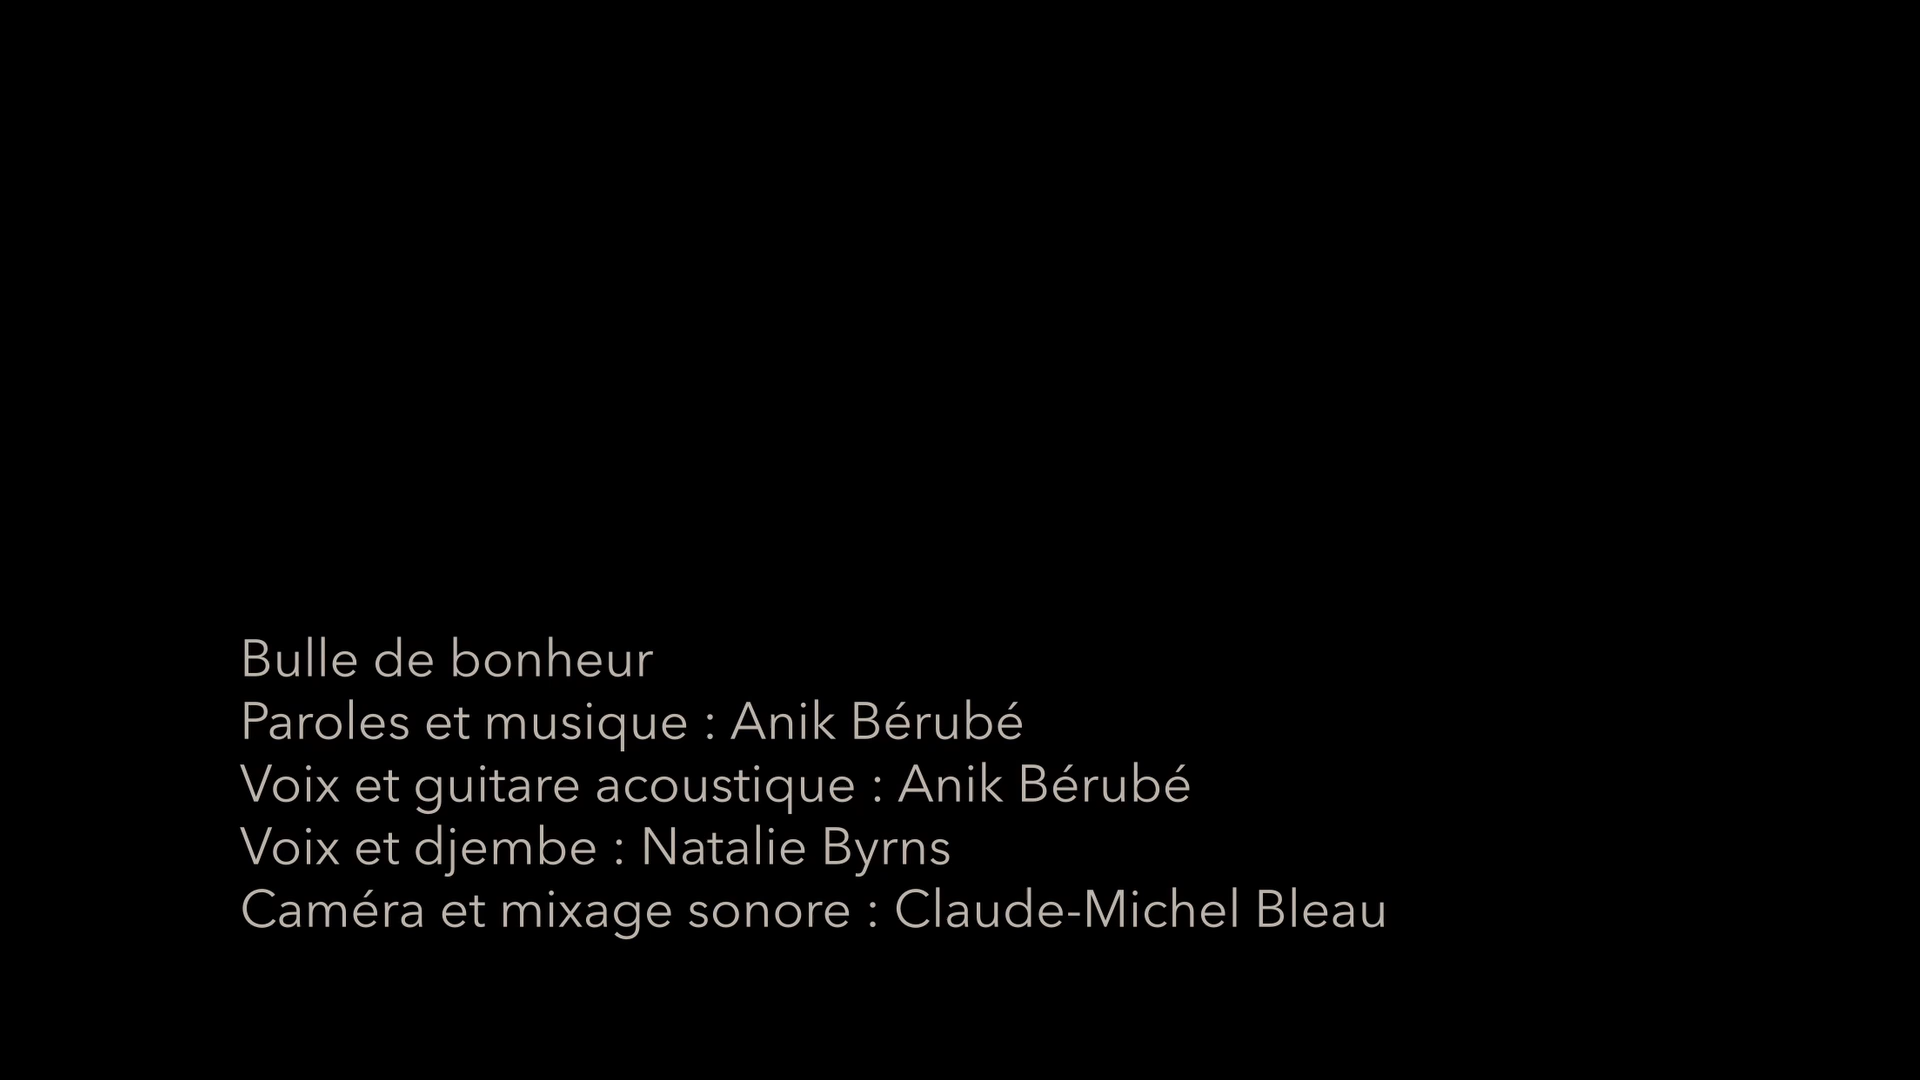 Bulle de bonheur
Paroles et musique : Anik Bérubé
Voix et guitare acoustique : Anik Bérubé
Voix et djembe : Natalie Byrns
Caméra et mixage sonore : Claude-Michel Bleau